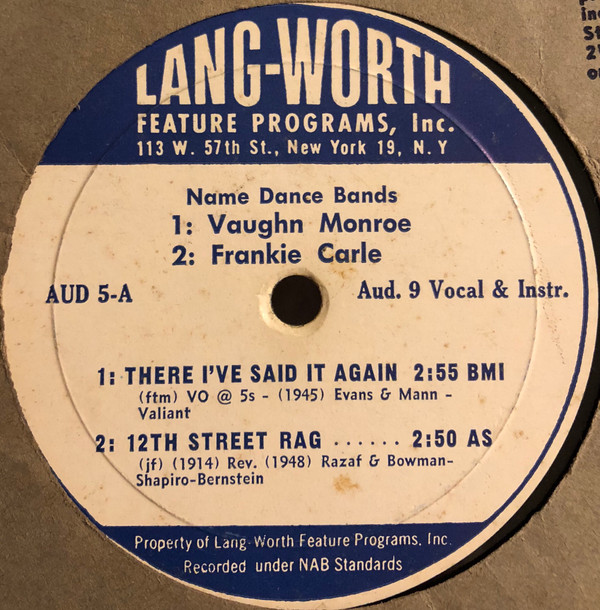 LANG-WORTH
FEATURE PROGRAMS, Inc.
113 W. 57th St., New York 19, N. Y
Name Dance Bands
1: Vaughn Monroe
2: Frankie Carle
AUD 5-A
Aud. 9 Vocal & Instr.
1: THERE I'VE SAID IT AGAIN 2:55 BMI
(ftm) VO @ 5s - (1945) Evans & Mann -
Valiant
2: 12TH STREET RAG ...... 2:50 AS
(jf) (1914) Rev. (1948) Razaf & Bowman-
Shapiro-Bernstein
Property of Lang-Worth Feature Programs, Inc.
Recorded under NAB Standards